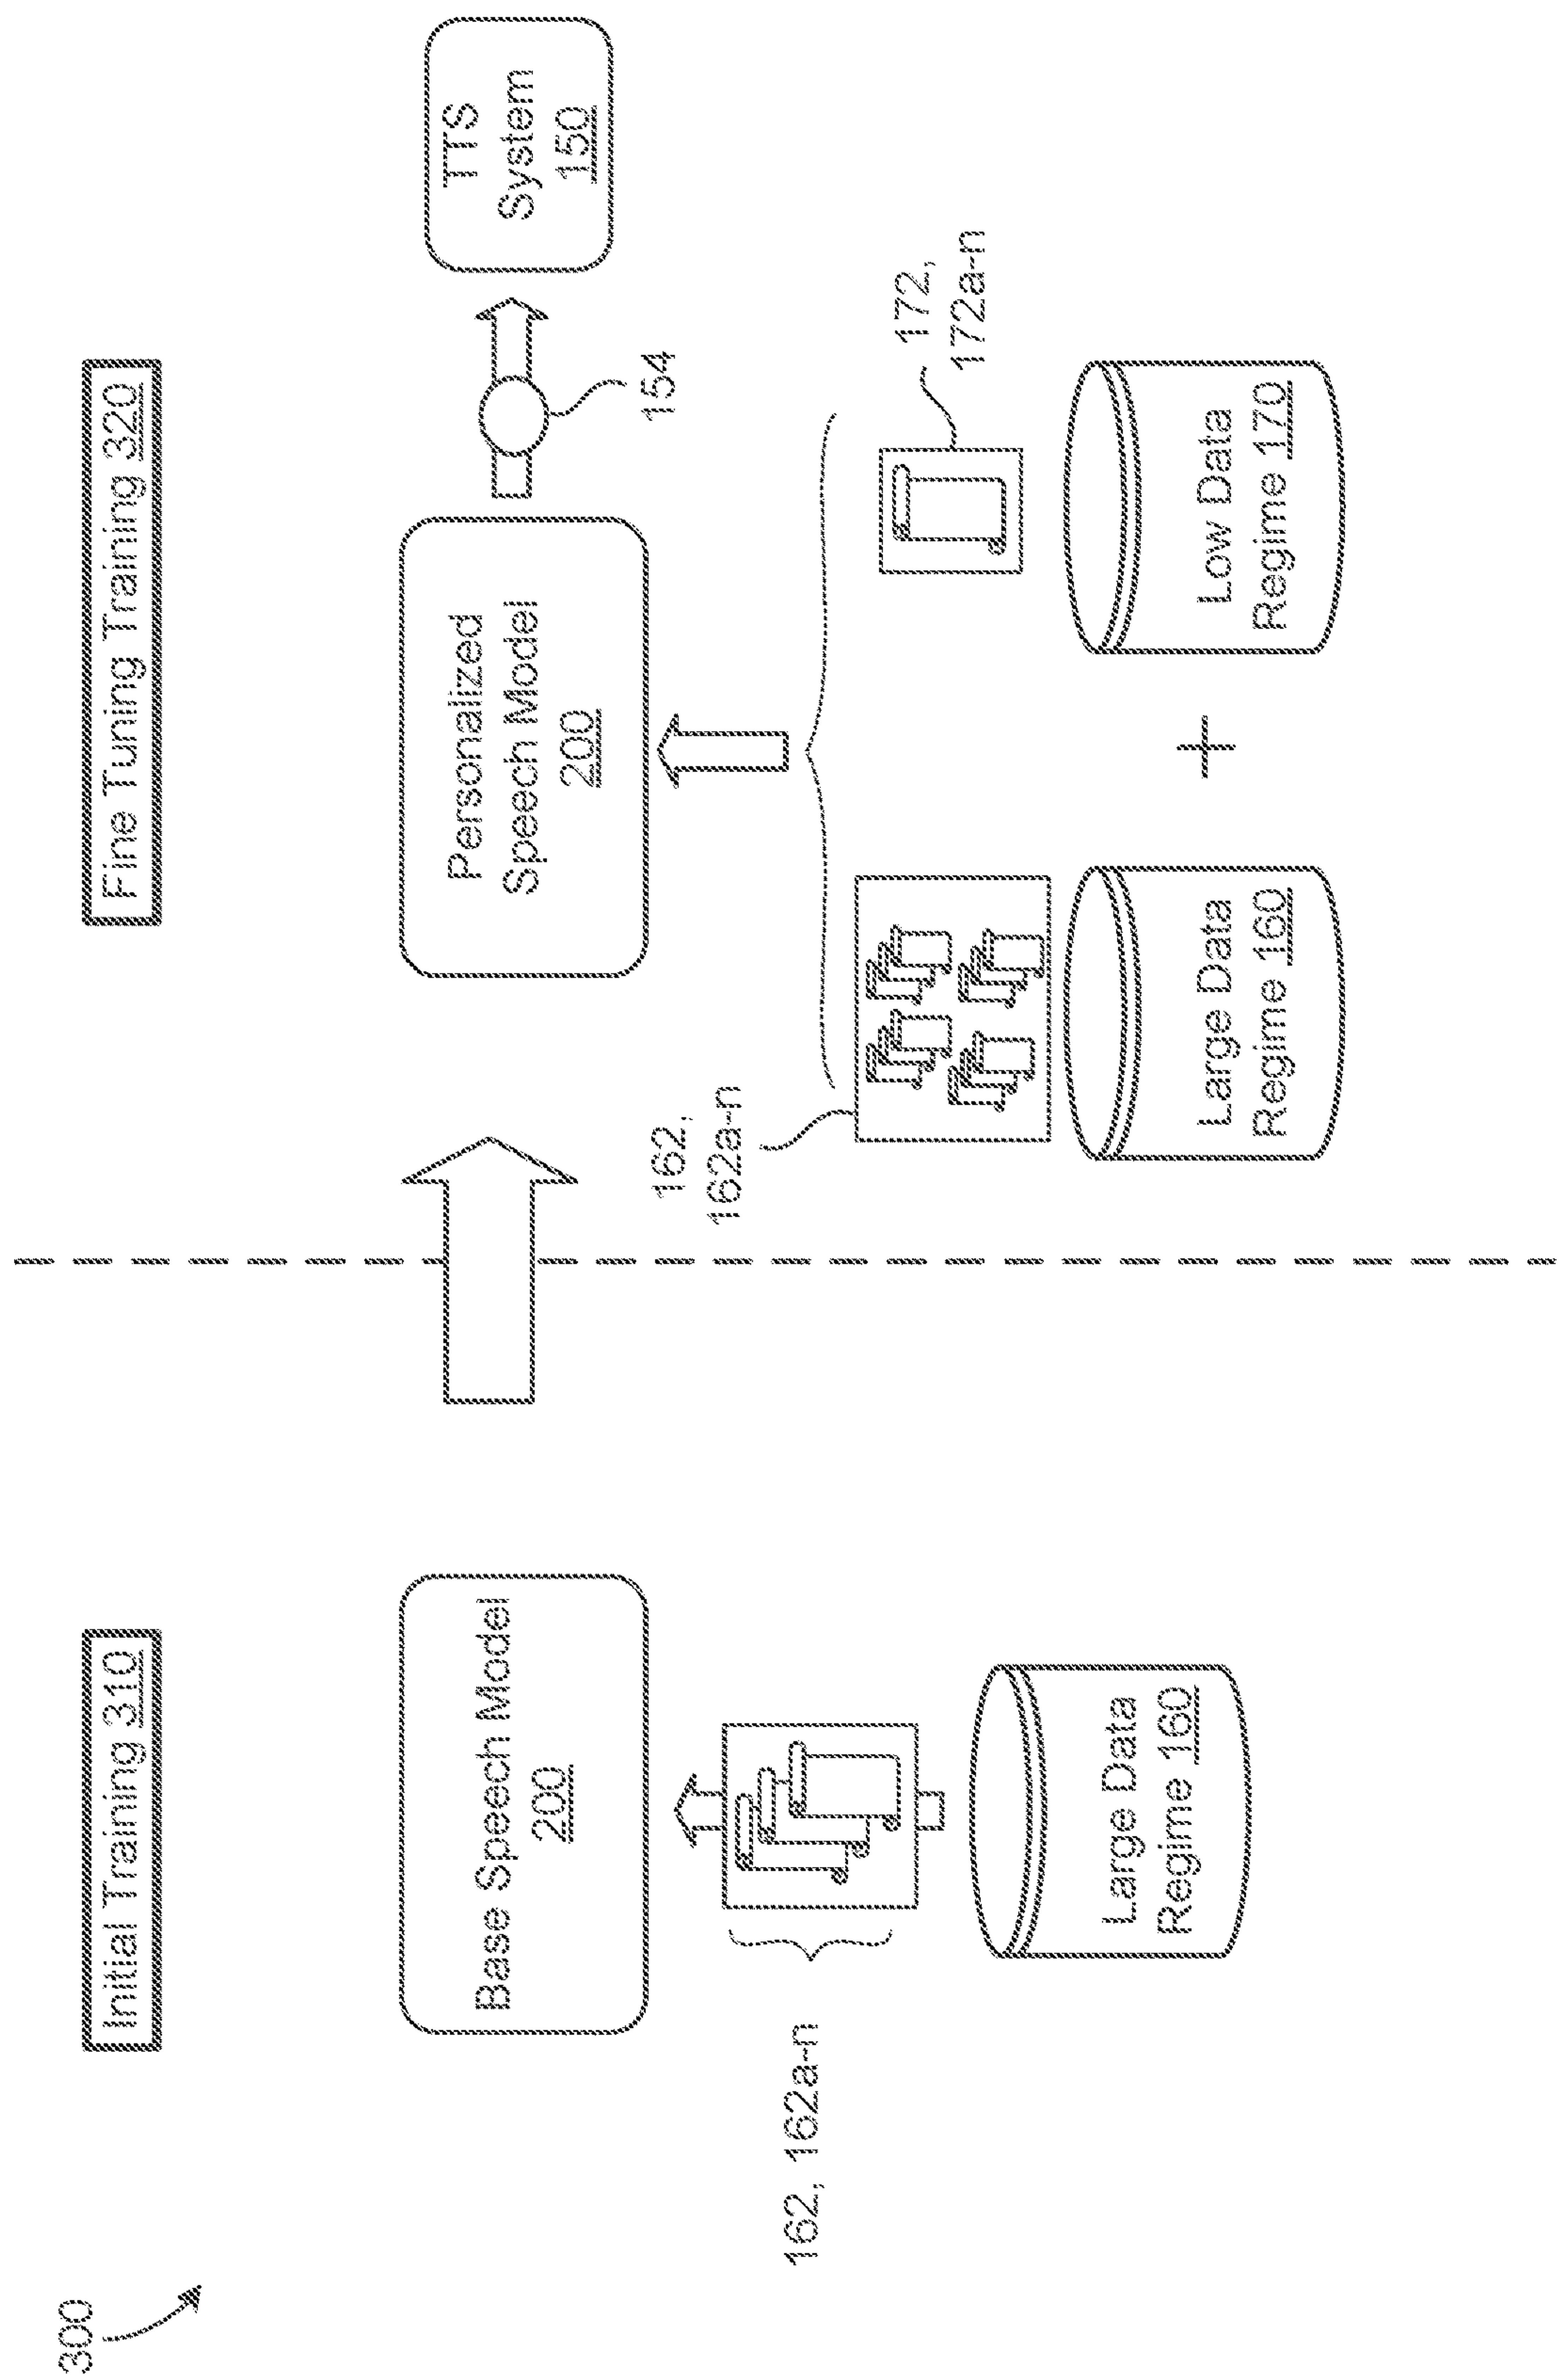 300
Initial Training 310
Base Speech Model
200
162, 162a-n
Large Data
Regime 160
Fine Tuning Training 320
Personalized
Speech Model
200
154
TTS
System
150
162,
162a-n
172,
172a-n
Large Data
Regime 160
+
Low Data
Regime 170